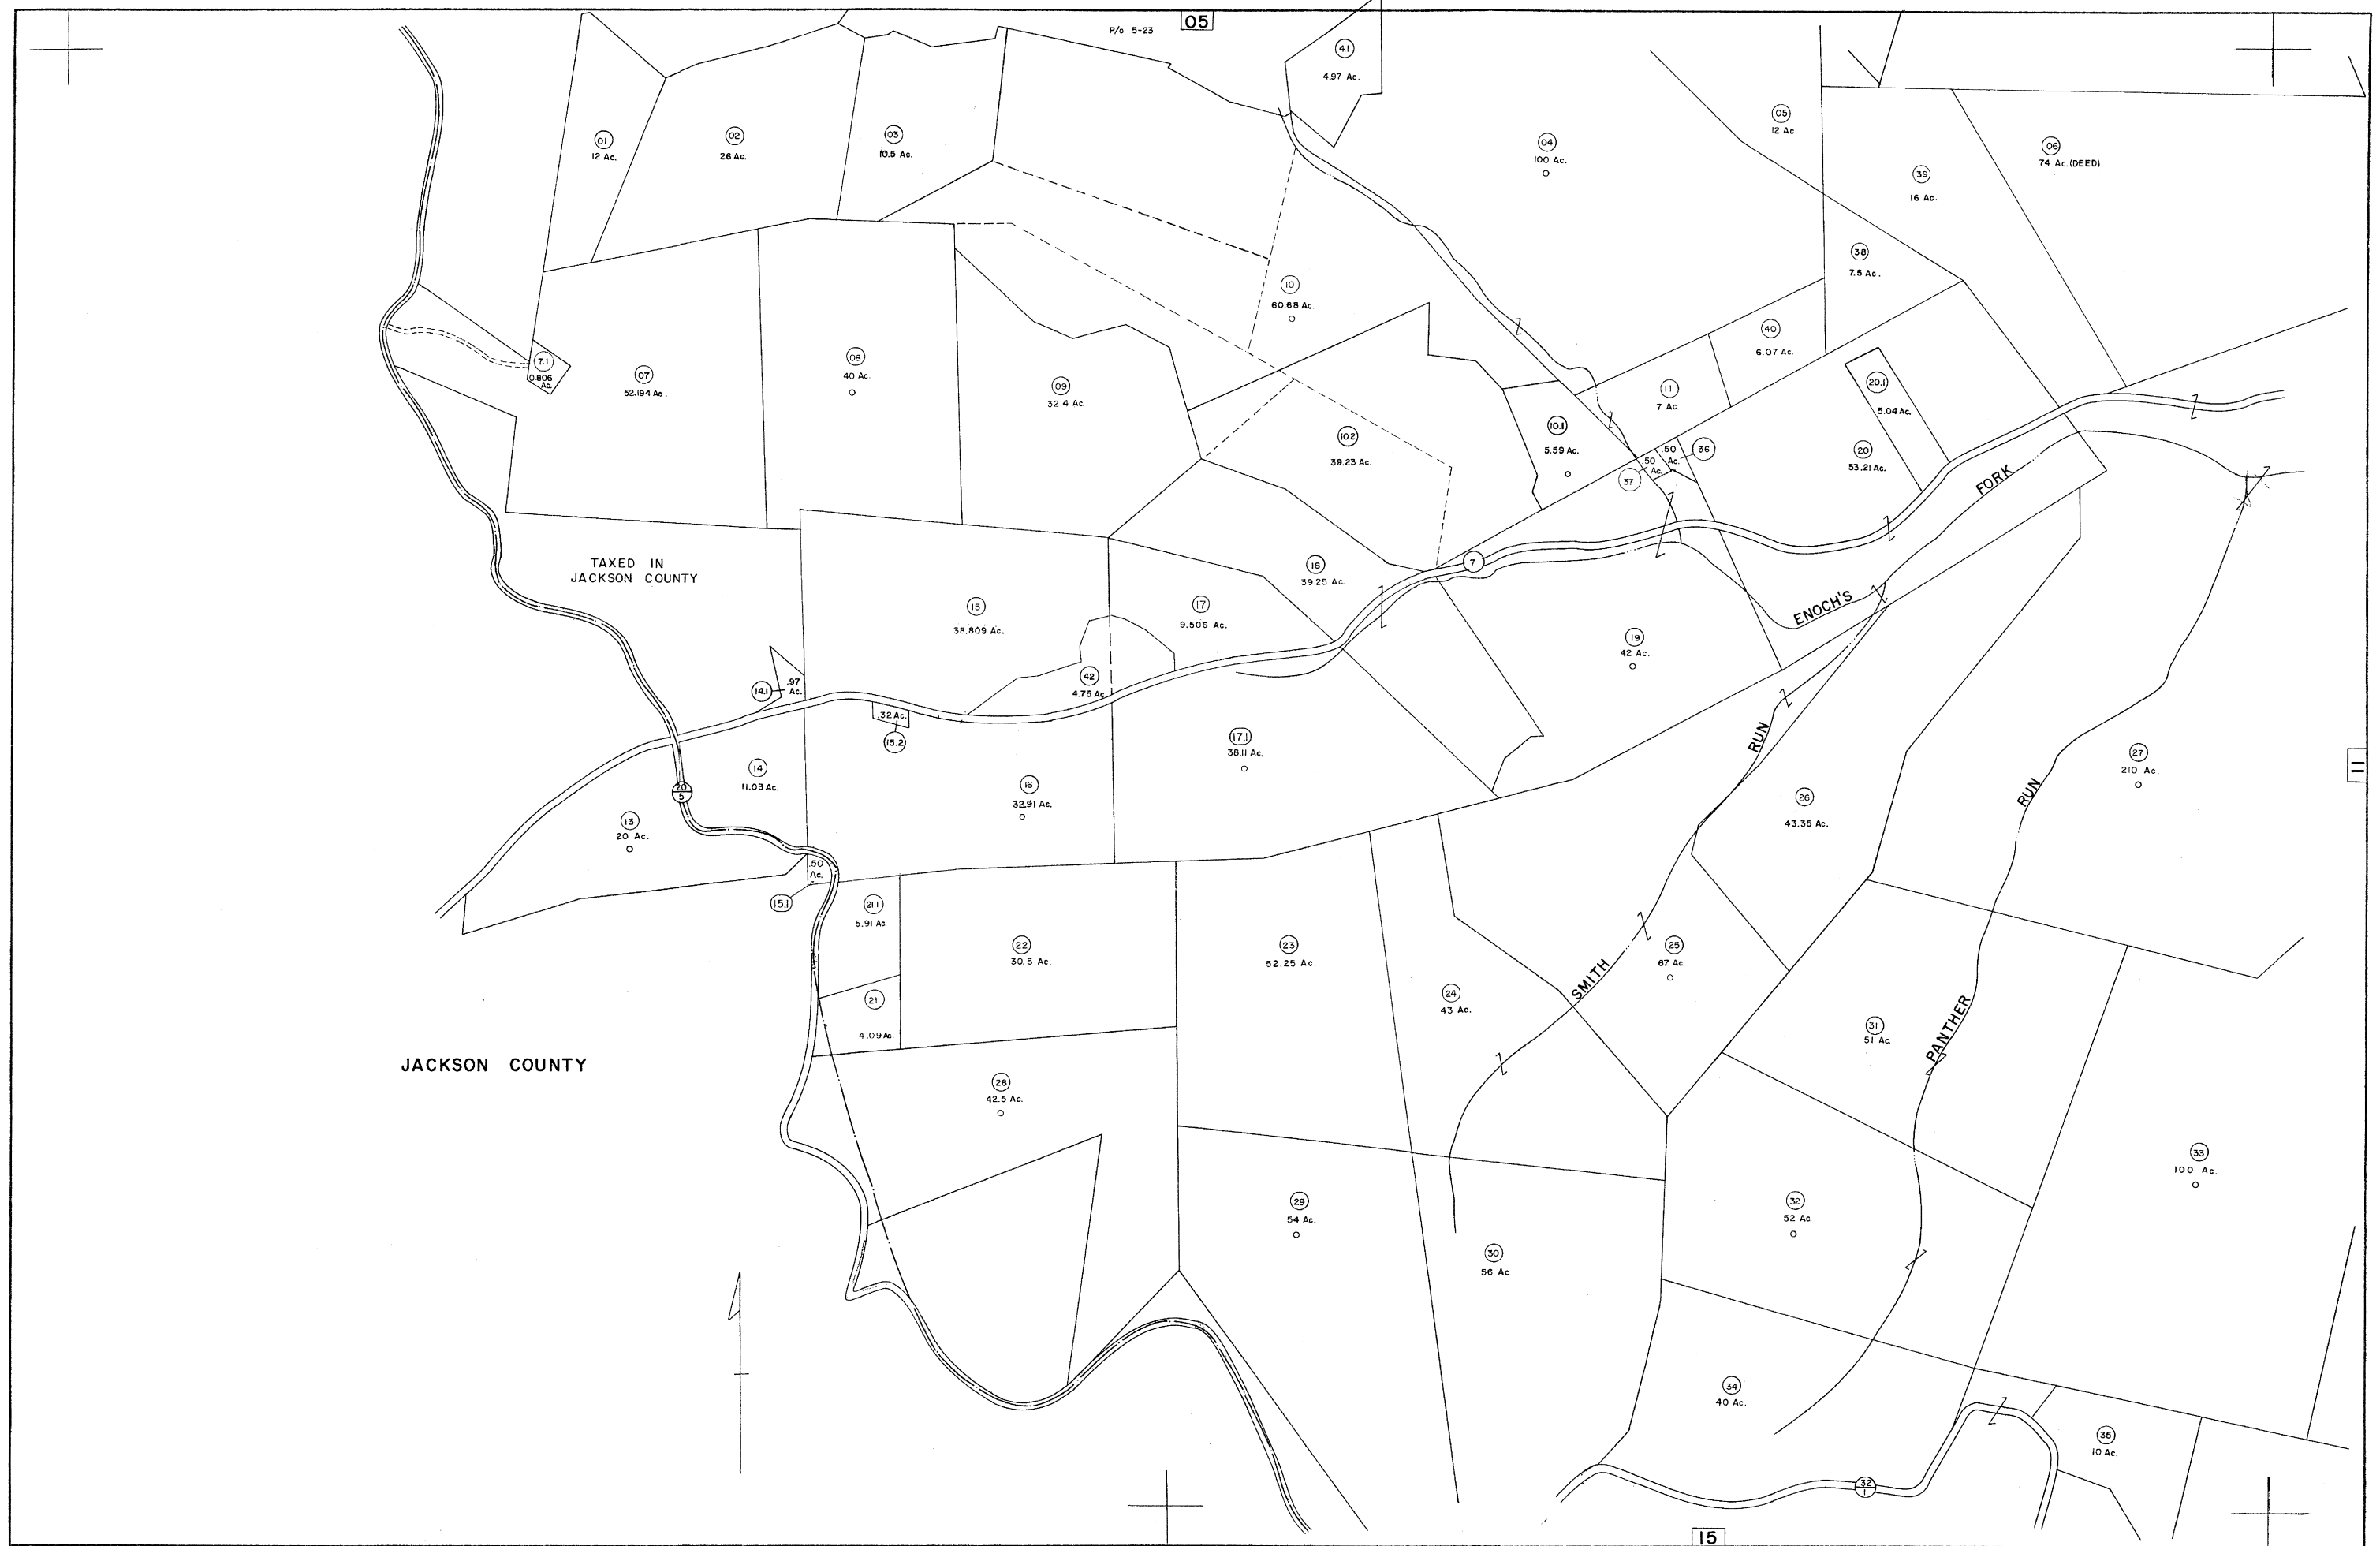 05
P/o 5-23
4.1
4.97 Ac.
01
12 Ac.
02
26 Ac.
03
10.5 Ac.
04
100 Ac.
05
12 Ac.
39
16 Ac.
06
74 Ac. (DEED)
38
7.5 Ac.
10
60.68 Ac.
40
6.07 Ac.
7.1
0.806
Ac.
07
52.194 Ac.
08
40 Ac.
09
32.4 Ac.
11
7 Ac.
20.1
5.04 Ac.
10.2
39.23 Ac.
10.1
5.59 Ac.
.50
Ac.
36
.50
Ac.
37
20
53.21 Ac.
FORK
ENOCH'S
TAXED IN
JACKSON COUNTY
7
18
39.25 Ac.
15
38.809 Ac.
17
9.506 Ac.
19
42 Ac.
14.1
.97
Ac.
42
4.75 Ac
.32 Ac.
15.2
17.1
38.11 Ac.
RUN
27
210 Ac.
11
14
11.03 Ac.
20
5
16
32.91 Ac.
26
43.35 Ac.
RUN
13
20 Ac.
.50
Ac.
15.1
21.1
5.91 Ac.
22
30.5 Ac.
23
52.25 Ac.
25
67 Ac.
SMITH
24
43 Ac.
21
4.09 Ac.
31
51 Ac
PANTHER
JACKSON COUNTY
28
42.5 Ac.
33
100 Ac.
29
54 Ac.
32
52 Ac.
30
56 Ac
34
40 Ac.
35
10 Ac.
32
1
15